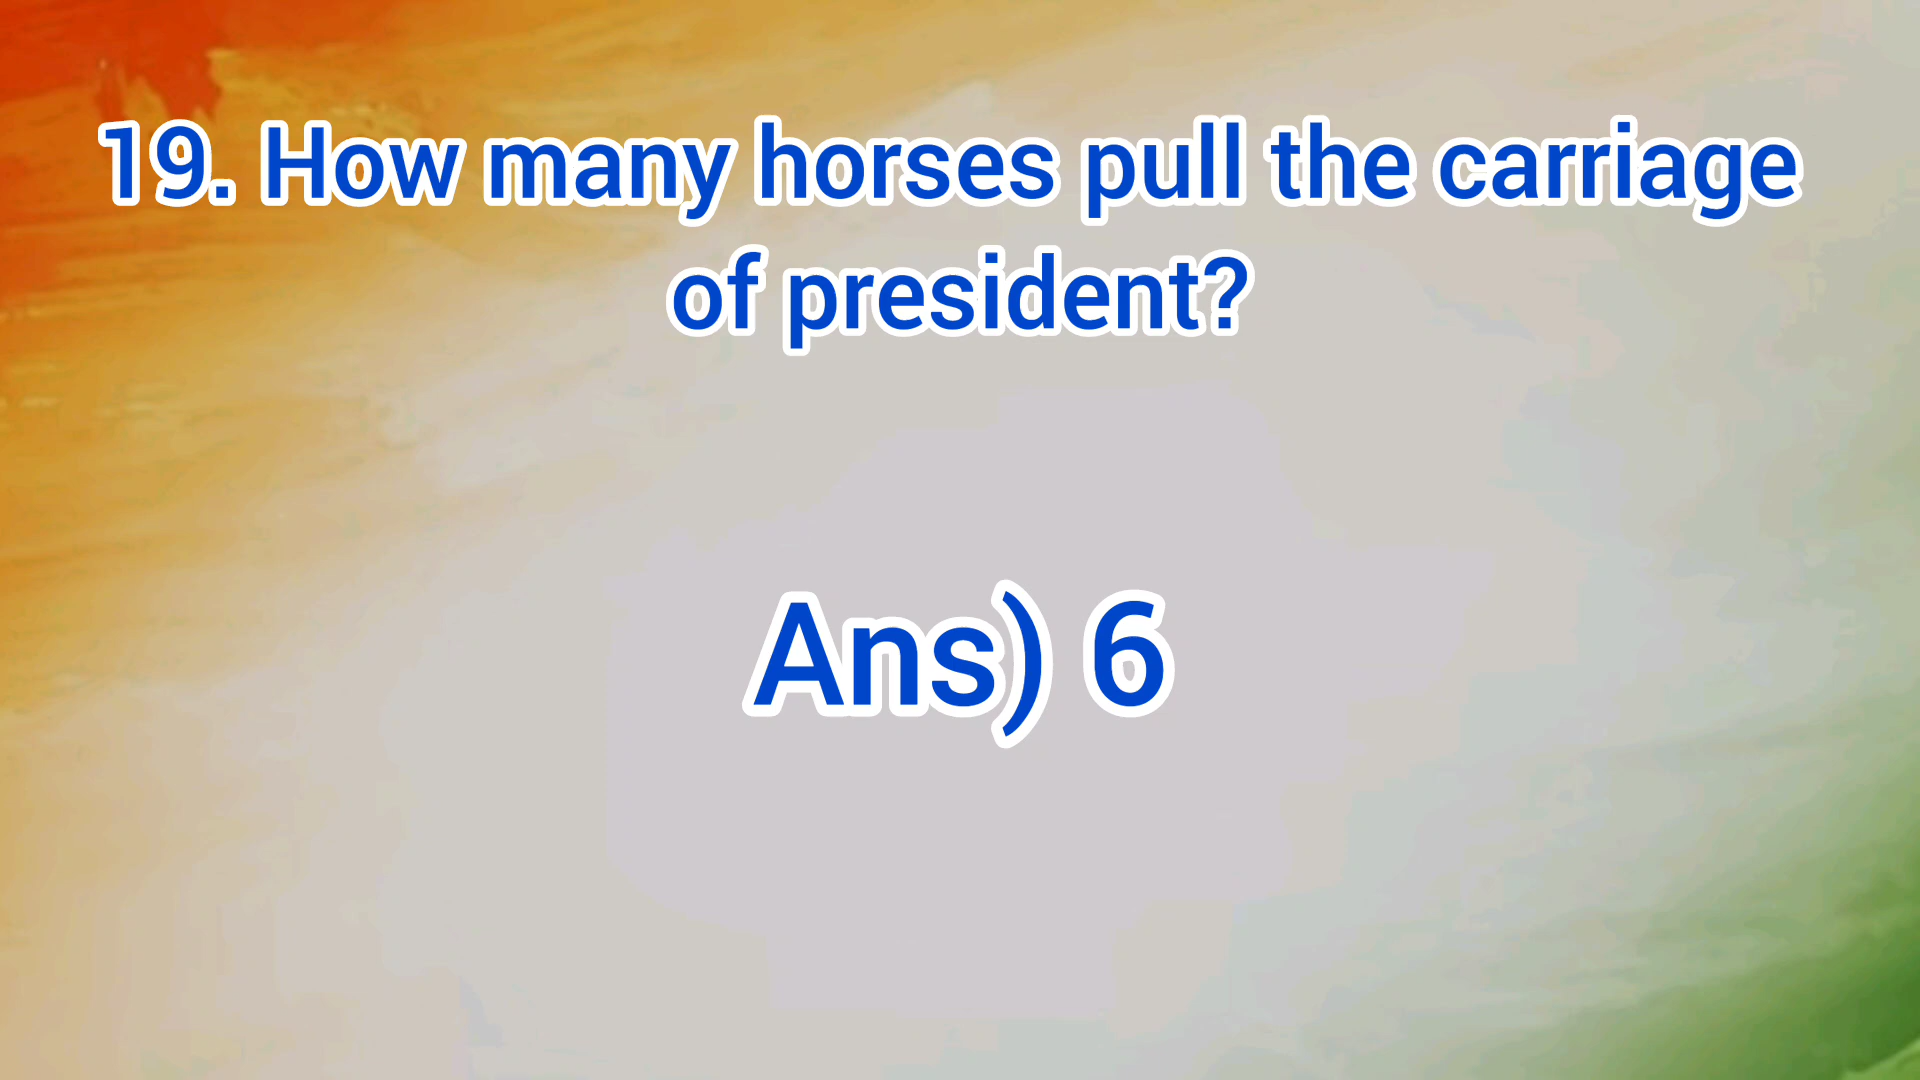 19. How many horses pull the carriage
of president?
Ans) 6